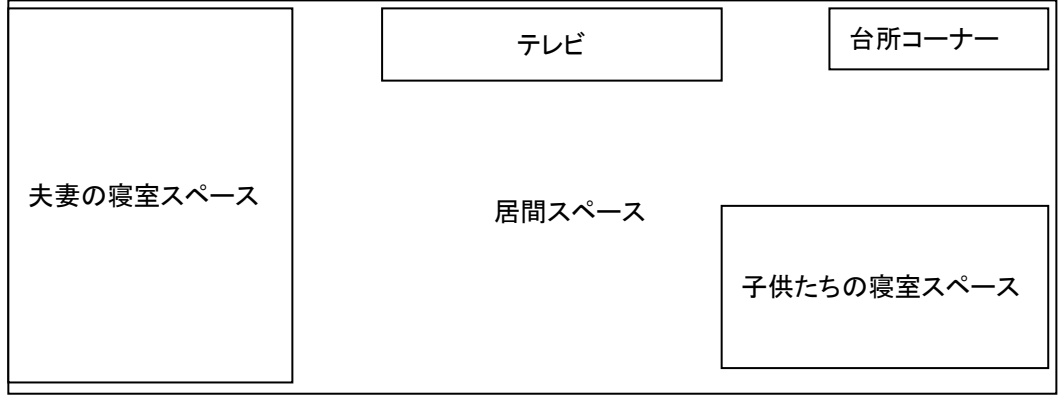 テレビ
台所コーナー
夫妻の寝室スペース
居間スペース
子供たちの寝室スペース